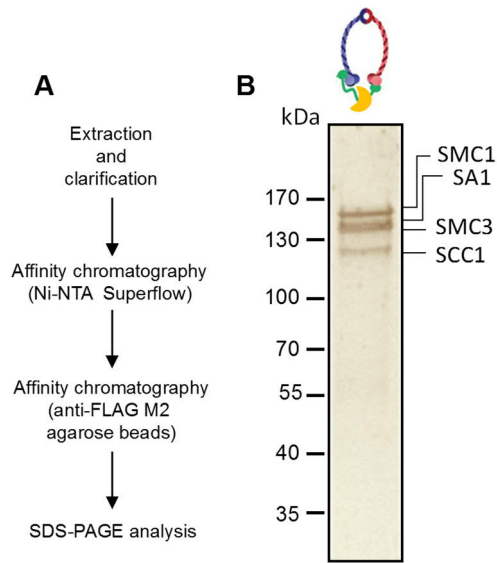 A
Extraction
and
clarification
Affinity chromatography
(Ni-NTA Superflow)
Affinity chromatography
(anti-FLAG M2
agarose beads)
SDS-PAGE analysis
B
kDa
170
130
100
70
55
40
35
SMC1
SA1
SMC3
SCC1